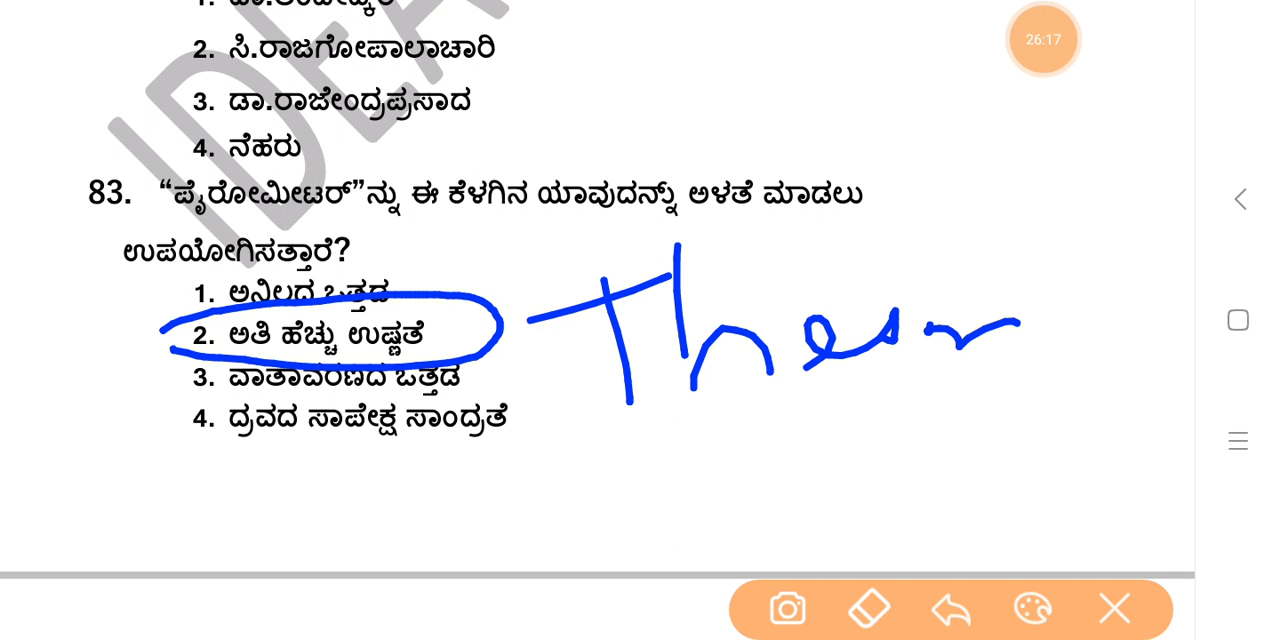 2. ಸಿ.ರಾಜಗೋಪಾಲಾಚಾರಿ
26:17
3. ಡಾ.ರಾಜೇಂದ್ರಪ್ರಸಾದ
4. ನೆಹರು
83. “ಪೈರೋಮೀಟರ್”ನ್ನು ಈ ಕೆಳಗಿನ ಯಾವುದನ್ನು್ ಅಳತೆ ಮಾಡಲು
ಉಪಯೋಗಿಸತ್ತಾರೆ?
1. ಅನಿಲದ ಒತ್ತಡ
2. ಅತಿ ಹೆಚ್ಚು ಉಷ್ಣತೆ
Ther
3. ವಾತಾವರಣದ ಒತ್ತಡ
4. ದ್ರವದ ಸಾಪೇಕ್ಷ ಸಾಂದ್ರತೆ